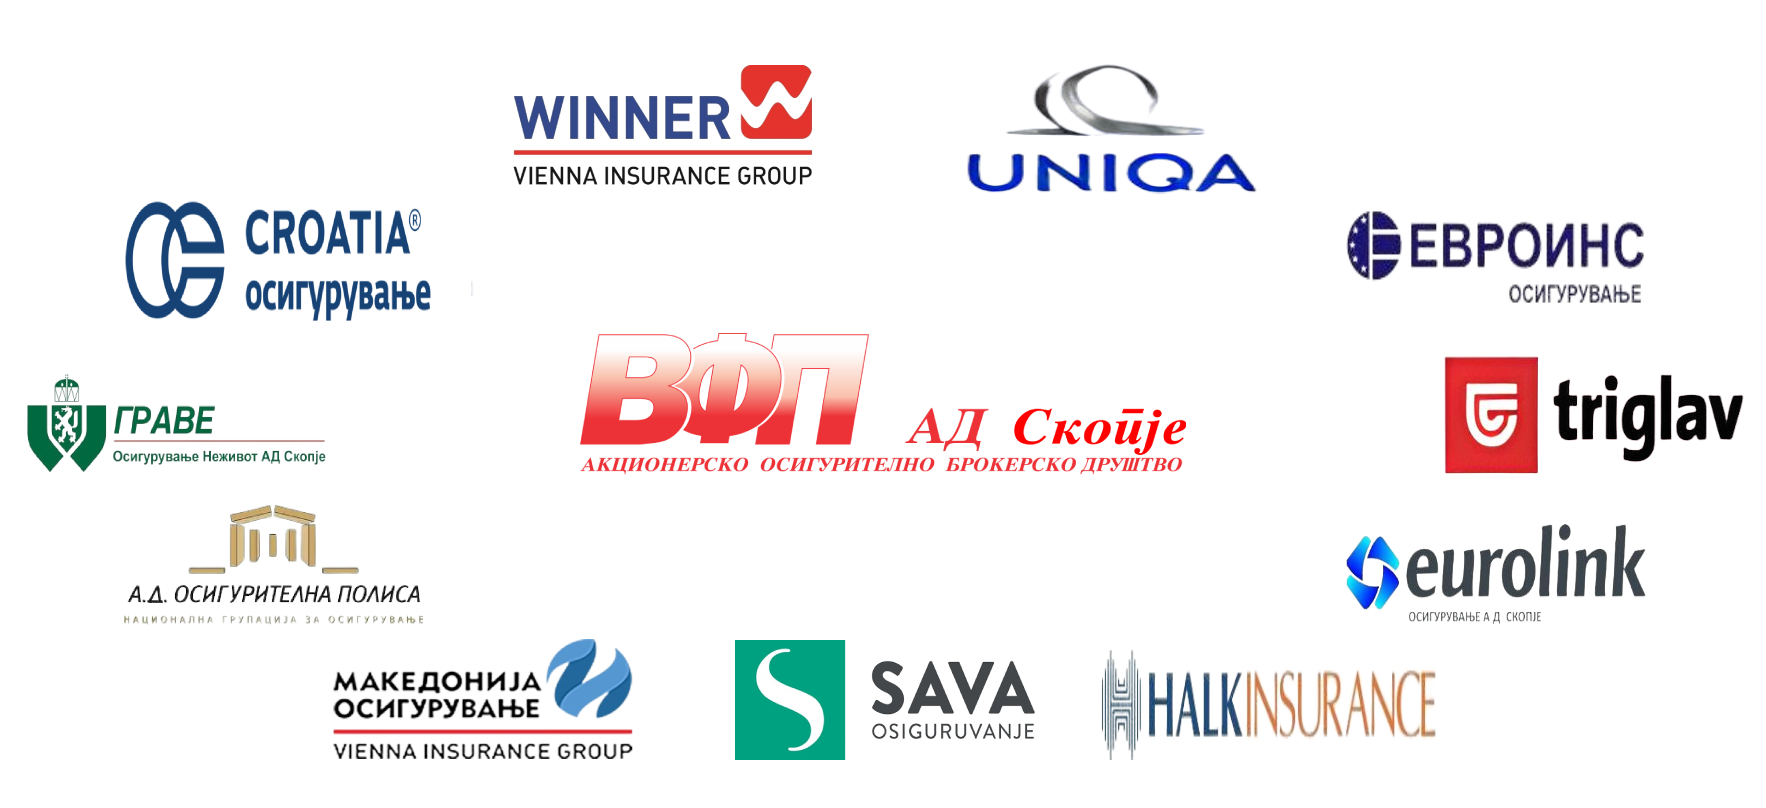 WINNER
VIENNA INSURANCE GROUP
UNIQA
CROATIA®
осигурување
ЕВРОИНС
ОСИГУРУВАЊЕ
ВФП АД Скопје
АКЦИОНЕРСКО ОСИГУРИТЕЛНО БРОКЕРСКО ДРУШТВО
ГРАВЕ
Осигурување Неживот АД Скопје
triglav
А.Д. ОСИГУРИТЕЛНА ПОЛИСА
НАЦИОНАЛНА ГРУПАЦИЈА ЗА ОСИГУРУВАЊЕ
eurolink
ОСИГУРУВАЊЕ А Д СКОПЈЕ
МАКЕДОНИЈА
ОСИГУРУВАЊЕ
VIENNA INSURANCE GROUP
SAVA
OSIGURUVANJE
HALKINSURANCE